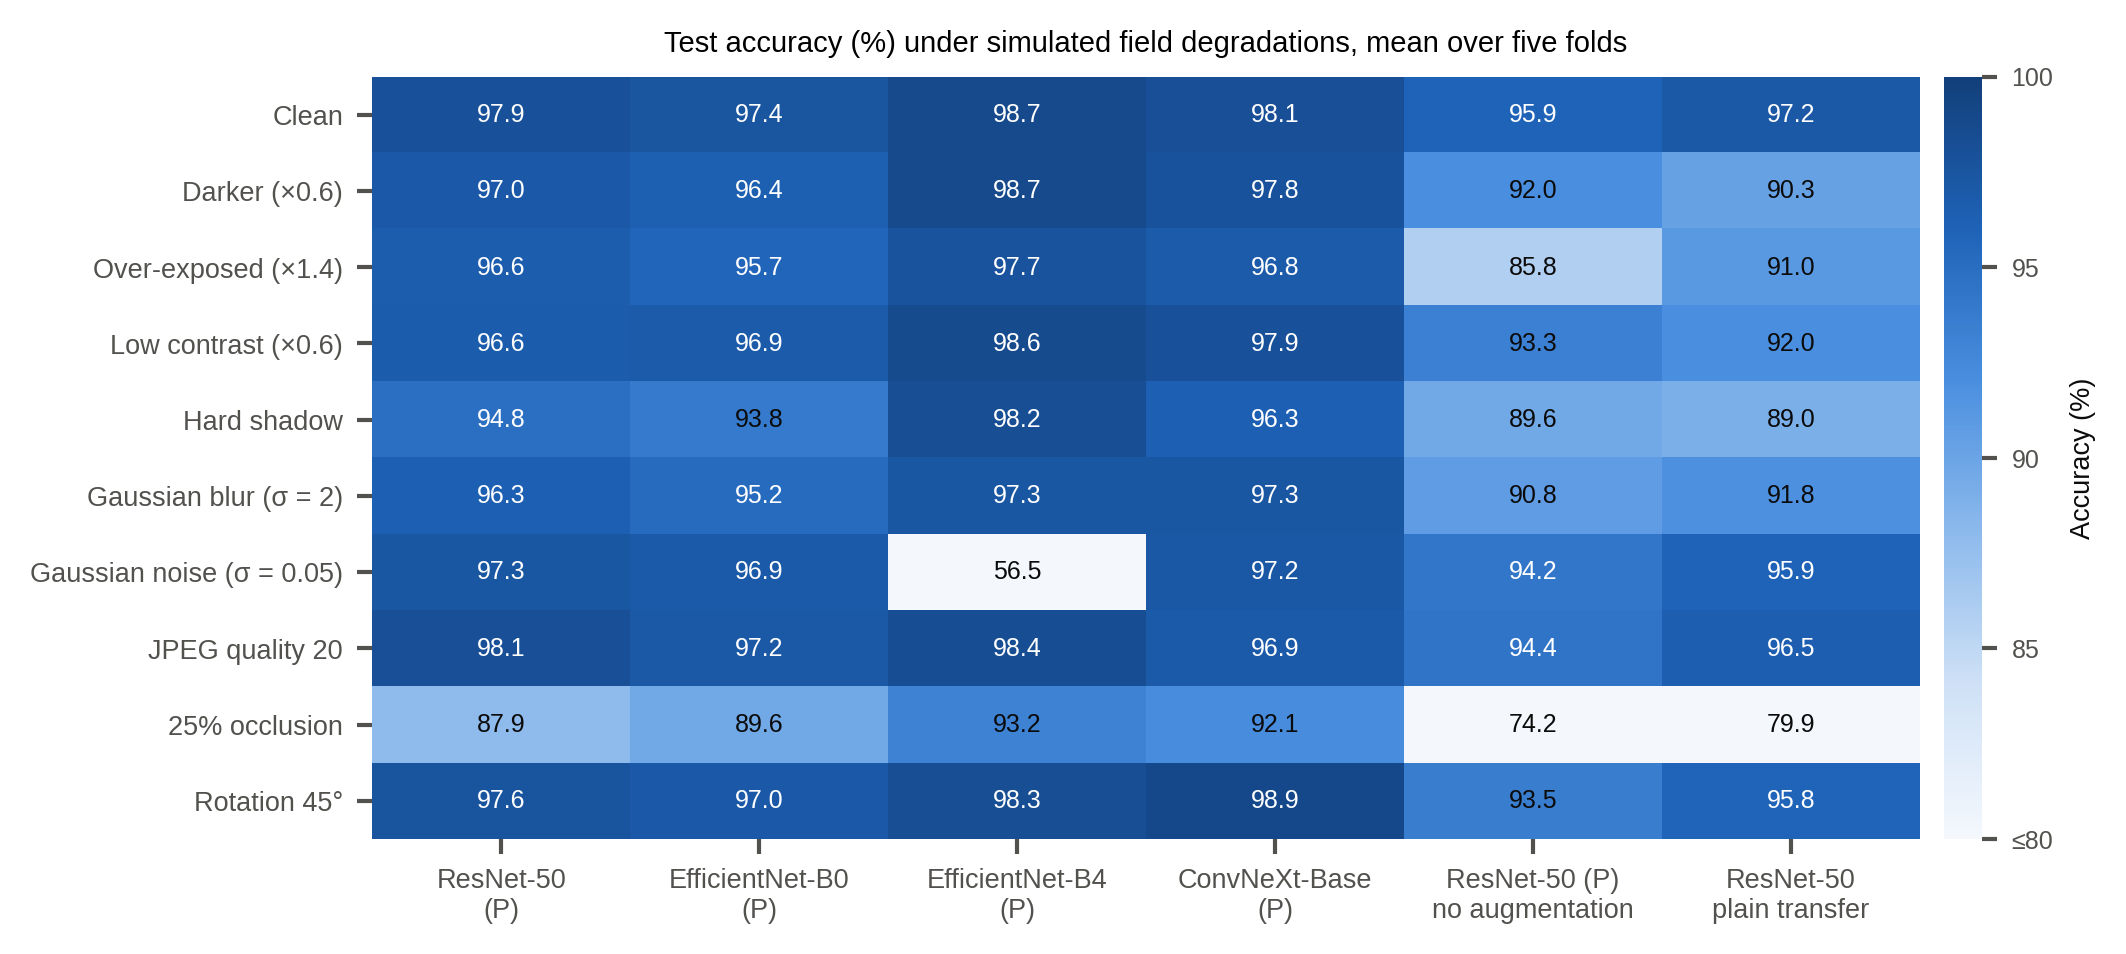 Test accuracy (%) under simulated field degradations, mean over five folds
Clean 97.9 97.4 98.7 98.1 95.9 97.2
Darker (×0.6) 97.0 96.4 98.7 97.8 92.0 90.3
Over-exposed (×1.4) 96.6 95.7 97.7 96.8 85.8 91.0
Low contrast (×0.6) 96.6 96.9 98.6 97.9 93.3 92.0
Hard shadow 94.8 93.8 98.2 96.3 89.6 89.0
Gaussian blur (σ = 2) 96.3 95.2 97.3 97.3 90.8 91.8
Gaussian noise (σ = 0.05) 97.3 96.9 56.5 97.2 94.2 95.9
JPEG quality 20 98.1 97.2 98.4 96.9 94.4 96.5
25% occlusion 87.9 89.6 93.2 92.1 74.2 79.9
Rotation 45° 97.6 97.0 98.3 98.9 93.5 95.8
ResNet-50 EfficientNet-B0 EfficientNet-B4 ConvNeXt-Base ResNet-50 (P) ResNet-50
(P) (P) (P) (P) no augmentation plain transfer
100
95
90
85
≤80
Accuracy (%)